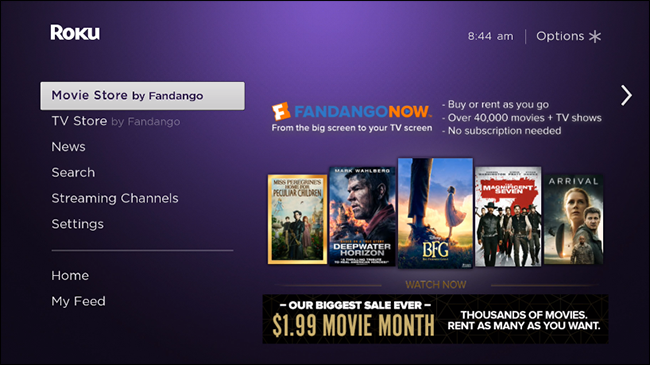 Roku
8:44 am
Options
Movie Store by Fandango
TV Store by Fandango
News
Search
Streaming Channels
Settings
Home
My Feed
FANDANGONOW
From the big screen to your TV screen
- Buy or rent as you go
- Over 40,000 movies + TV shows
- No subscription needed
MISS PEREGRINE'S
HOME FOR
PECULIAR CHILDREN
MARK WAHLBERG
DEEPWATER
HORIZON
THE
BFG
MAGNIFICENT
SEVEN
ARRIVAL
WATCH NOW
– OUR BIGGEST SALE EVER –
$1.99 MOVIE MONTH
THOUSANDS OF MOVIES.
RENT AS MANY AS YOU WANT.